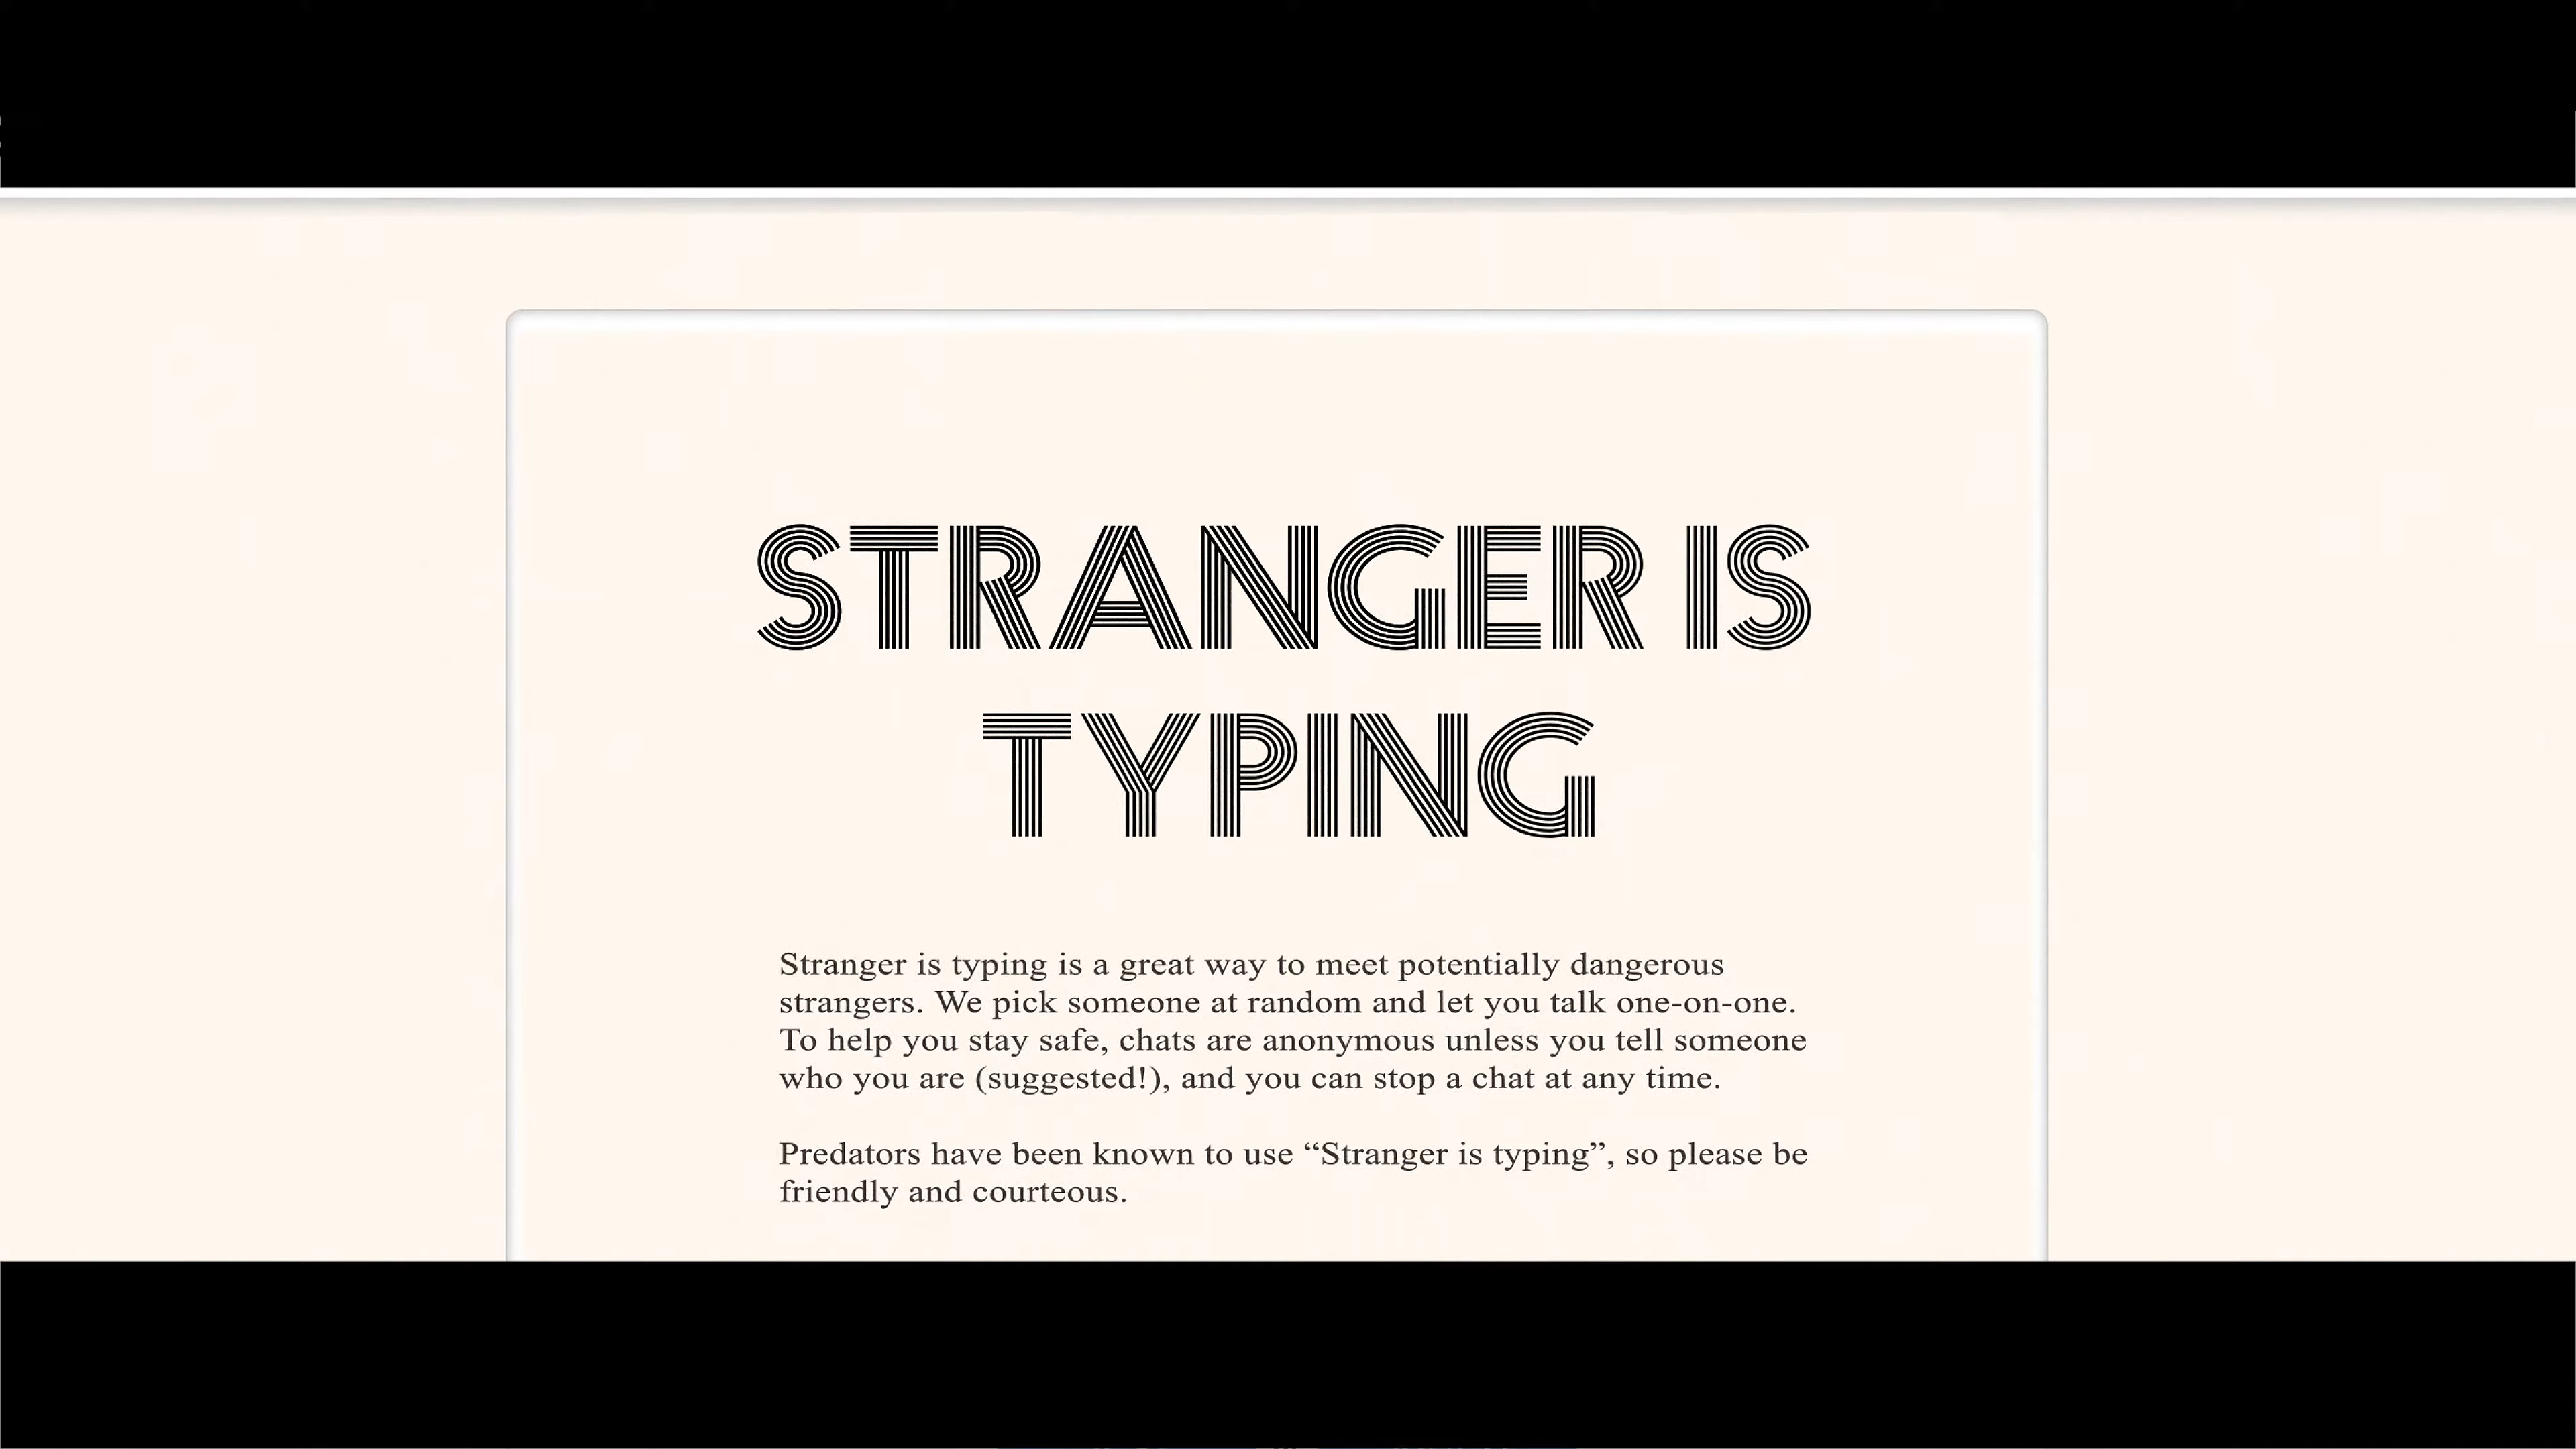 STRANGER IS
TYPING
Stranger is typing is a great way to meet potentially dangerous
strangers. We pick someone at random and let you talk one-on-one.
To help you stay safe, chats are anonymous unless you tell someone
who you are (suggested!), and you can stop a chat at any time.
Predators have been known to use “Stranger is typing”, so please be
friendly and courteous.